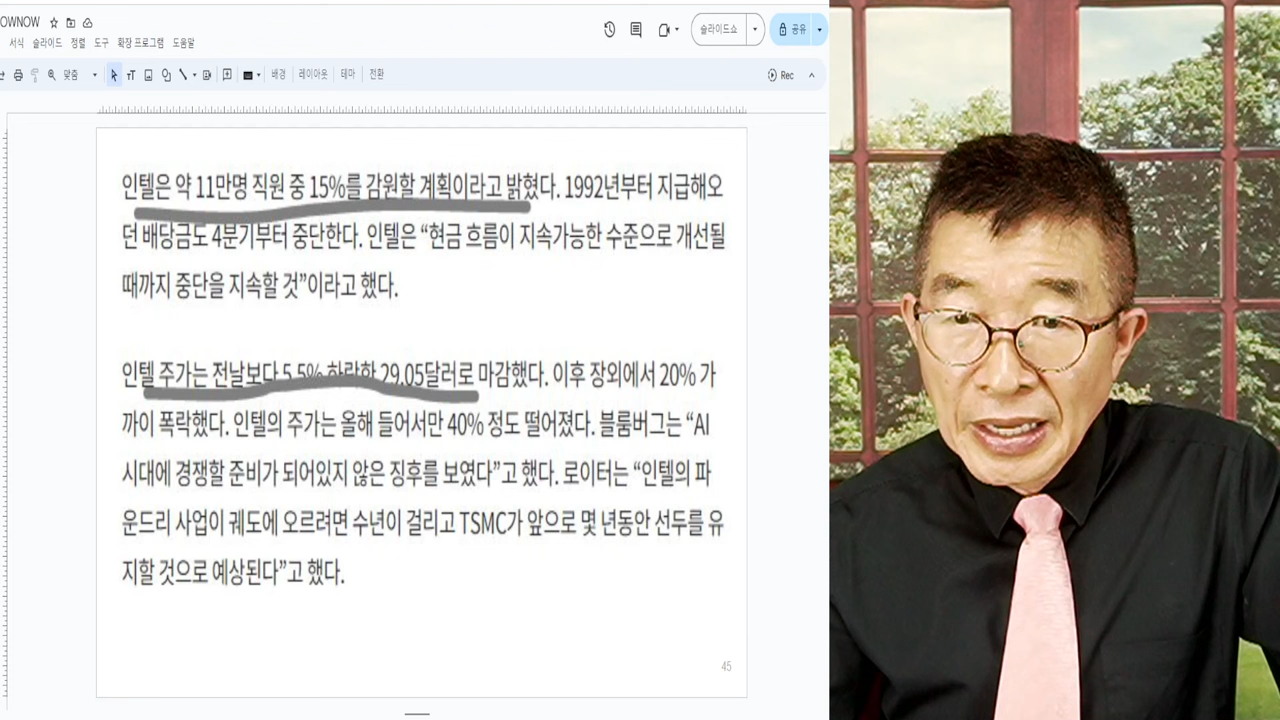 OWNOW
서식 슬라이드 정렬 도구 확장 프로그램 도움말
슬라이드쇼
공유
맞춤
배경
레이아웃
테마
전환
Rec
인텔은 약 11만명 직원 중 15%를 감원할 계획이라고 밝혔다. 1992년부터 지급해오
던 배당금도 4분기부터 중단한다. 인텔은 “현금 흐름이 지속가능한 수준으로 개선될
때까지 중단을 지속할 것”이라고 했다.
인텔 주가는 전날보다 5.5% 하락한 29.05달러로 마감했다. 이후 장외에서 20% 가
까이 폭락했다. 인텔의 주가는 올해 들어서만 40% 정도 떨어졌다. 블룸버그는 “AI
시대에 경쟁할 준비가 되어있지 않은 징후를 보였다”고 했다. 로이터는 “인텔의 파
운드리 사업이 궤도에 오르려면 수년이 걸리고 TSMC가 앞으로 몇 년동안 선두를 유
지할 것으로 예상된다”고 했다.
45